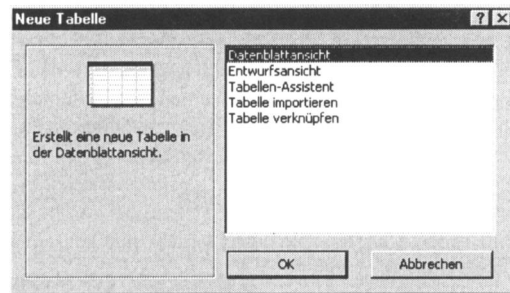 Neue Tabelle
Erstellt eine neue Tabelle in
der Datenblattansicht.
Datenblattansicht
Entwurfsansicht
Tabellen-Assistent
Tabelle importieren
Tabelle verknüpfen
OK
Abbrechen